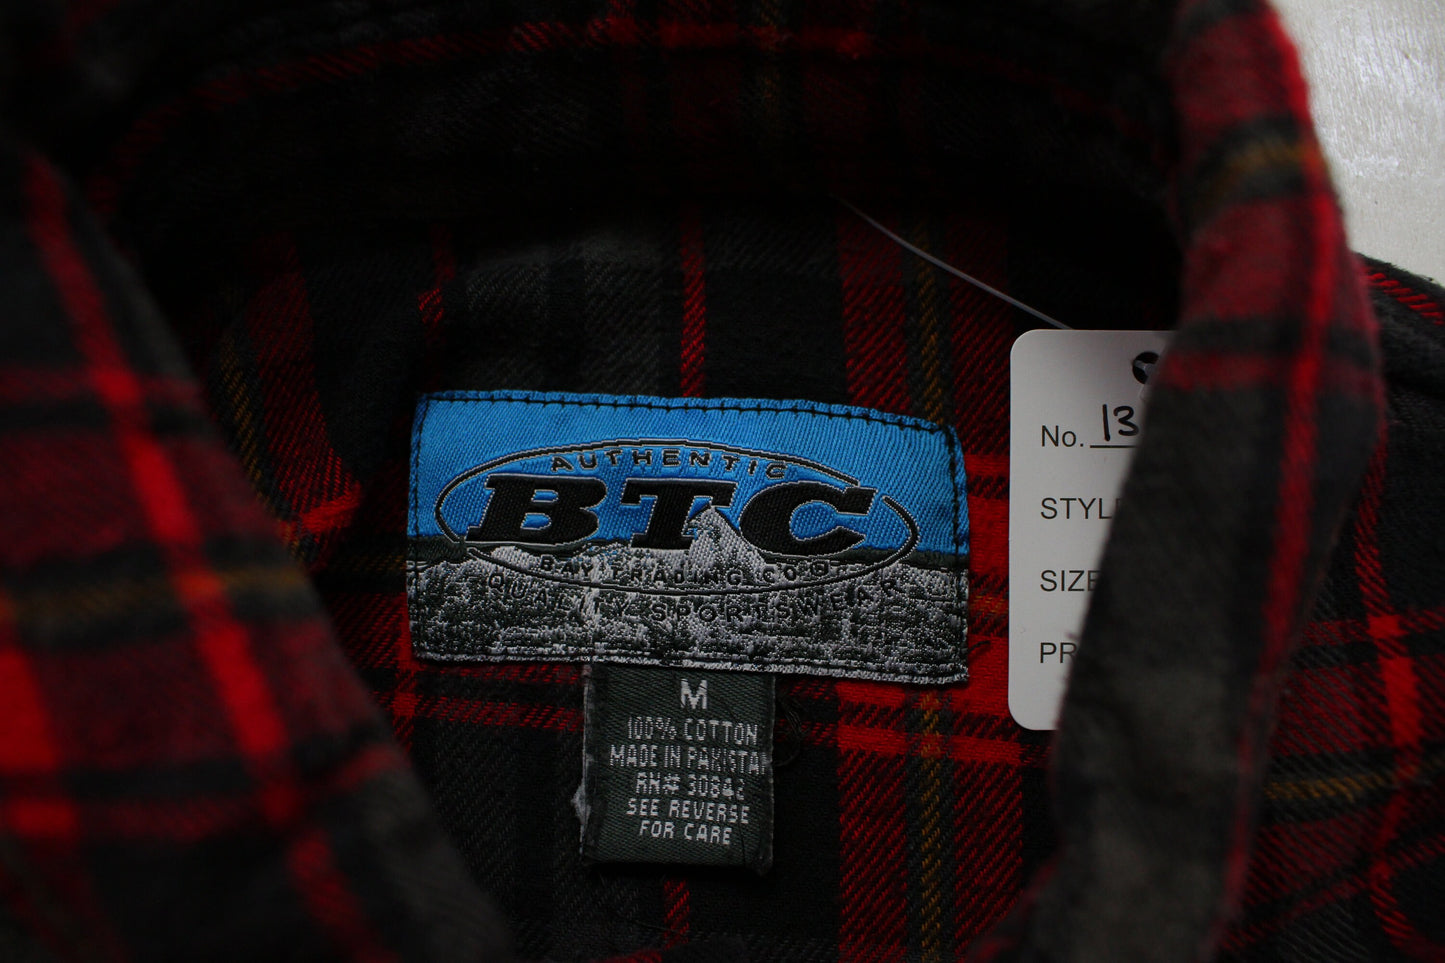 AUTHENTIC
BTC
BAY TRADING CO®
QUALITY SPORTSWEAR
M
100% COTTON
MADE IN PAKISTAN
RN# 30842
SEE REVERSE
FOR CARE
No. 13
STYL
SIZE
PR